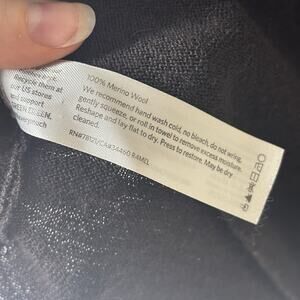 Recycle them at
our US stores
and support
GREEN EILEEN.
100% Merino Wool
We recommend hand wash cold, no bleach, do not wring,
gently squeeze, or roll in towel to remove excess moisture.
Reshape and lay flat to dry. Press to restore. May be dry
cleaned.